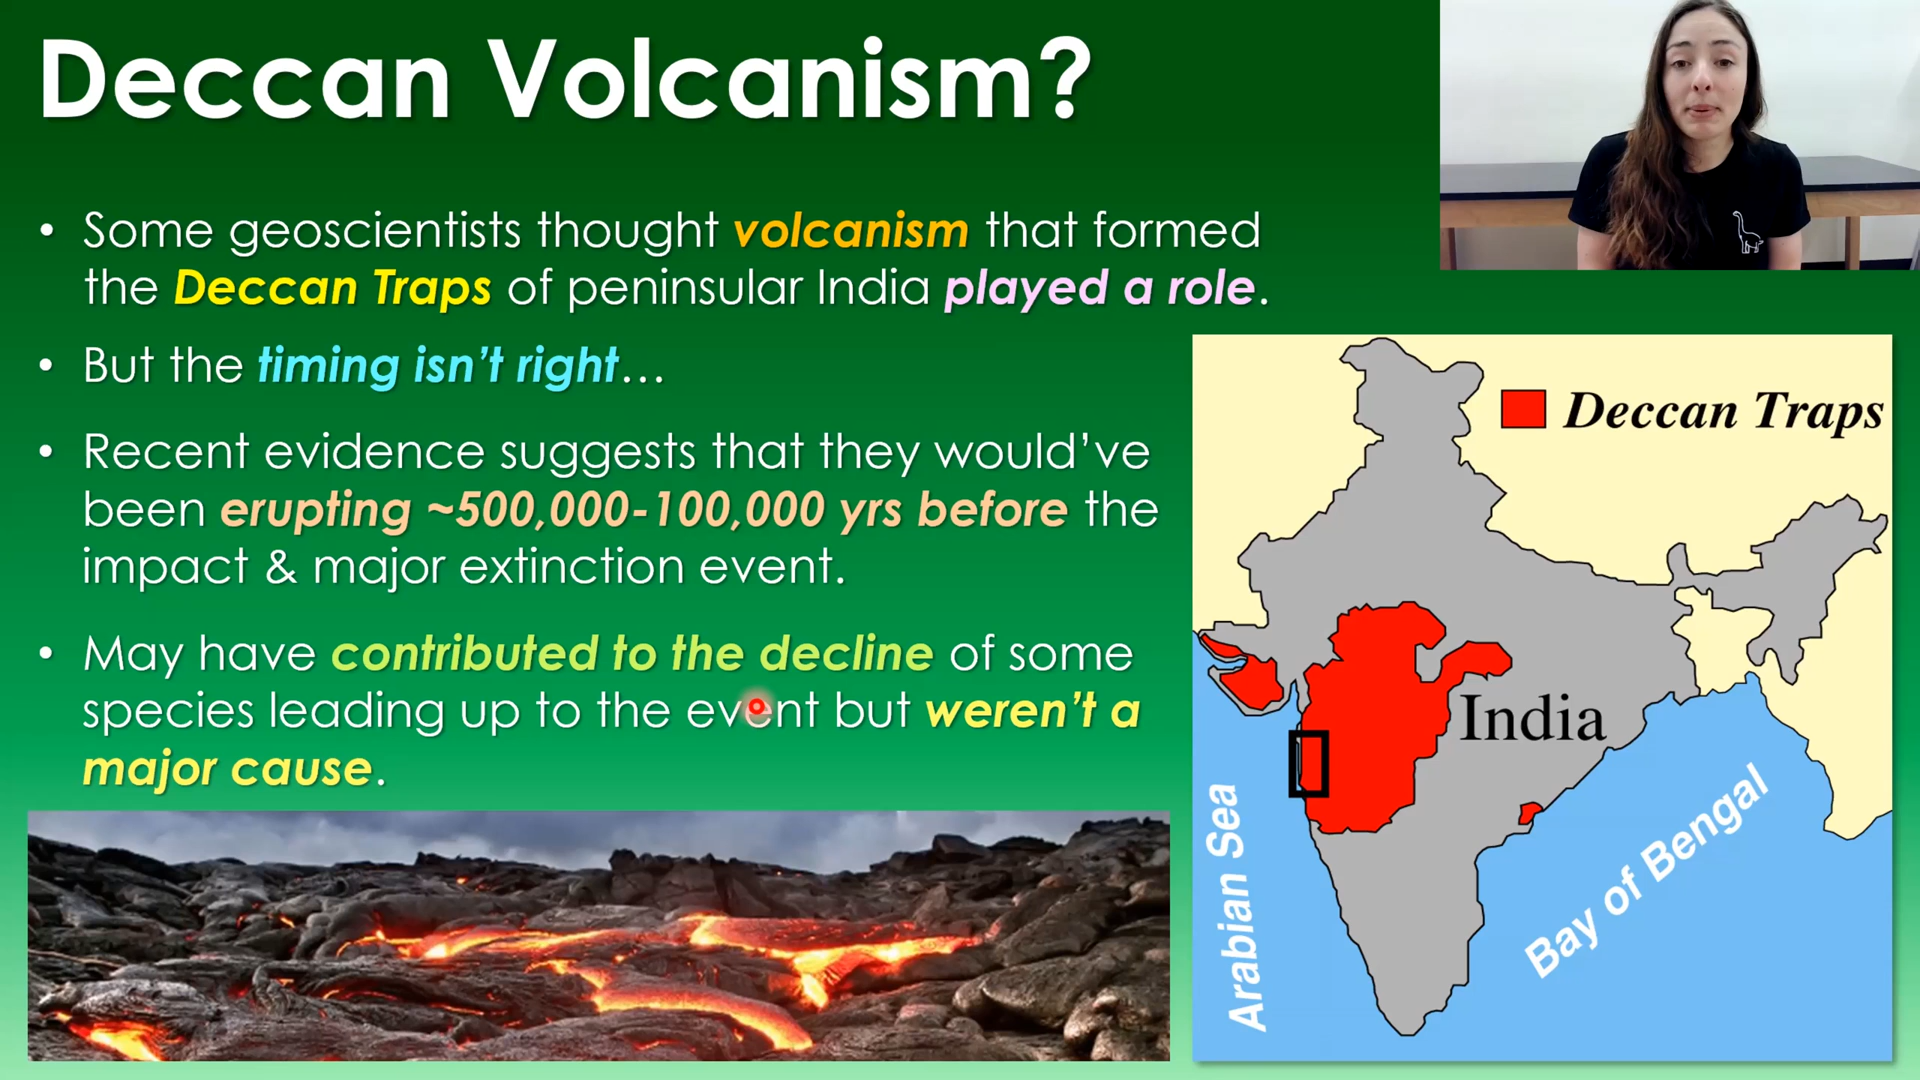 Deccan Volcanism?
• Some geoscientists thought volcanism that formed
the Deccan Traps of peninsular India played a role.
• But the timing isn’t right…
• Recent evidence suggests that they would’ve
been erupting ~500,000-100,000 yrs before the
impact & major extinction event.
• May have contributed to the decline of some
species leading up to the event but weren’t a
major cause.
Deccan Traps
India
Arabian Sea
Bay of Bengal